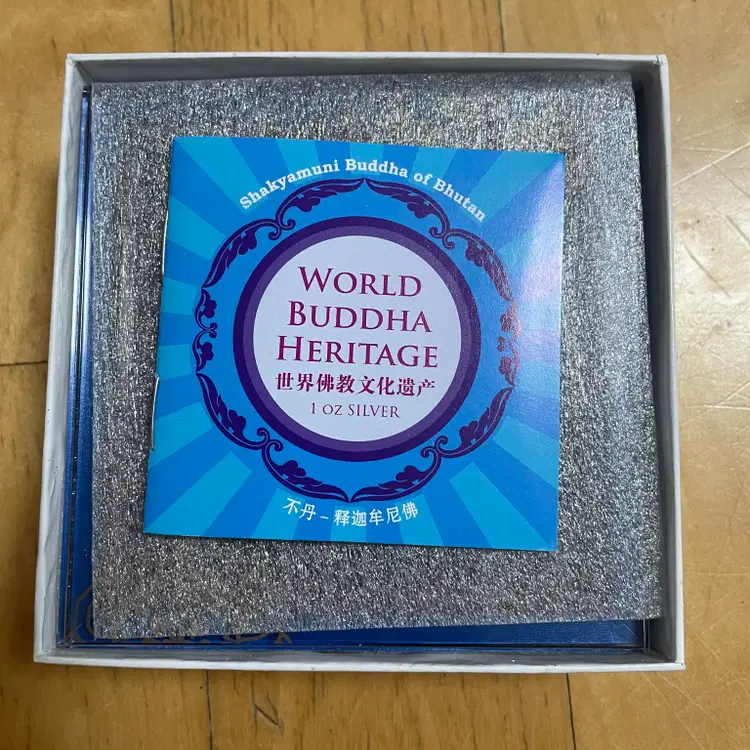 Shakyamuni Buddha of Bhutan
WORLD
BUDDHA
HERITAGE
世界佛教文化遗产
1 OZ SILVER
不丹 – 释迦牟尼佛